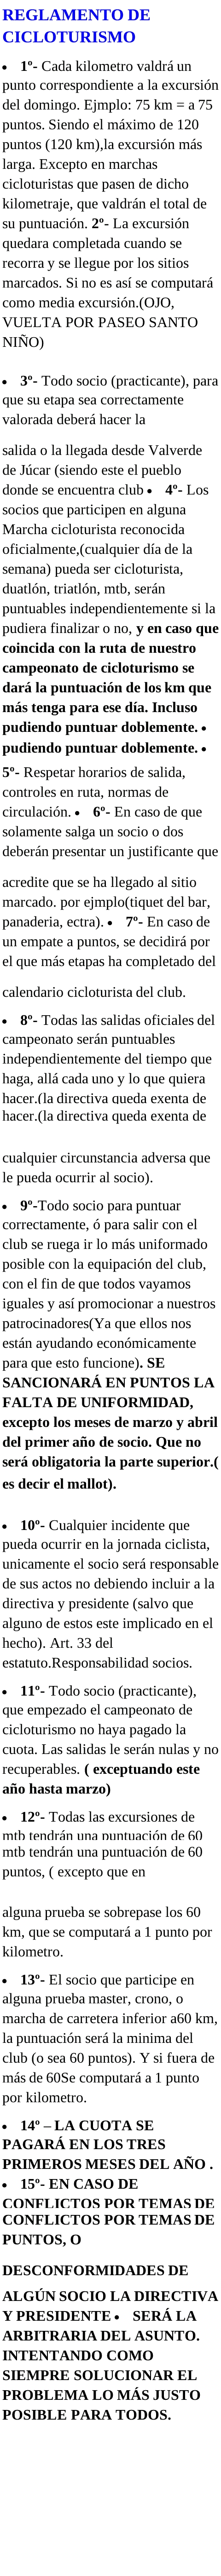 REGLAMENTO DE
CICLOTURISMO
• 1º- Cada kilometro valdrá un
punto correspondiente a la excursión
del domingo. Ejmplo: 75 km = a 75
puntos. Siendo el máximo de 120
puntos (120 km),la excursión más
larga. Excepto en marchas
cicloturistas que pasen de dicho
kilometraje, que valdrán el total de
su puntuación. 2º- La excursión
quedara completada cuando se
recorra y se llegue por los sitios
marcados. Si no es así se computará
como media excursión.(OJO,
VUELTA POR PASEO SANTO
NIÑO)
• 3º- Todo socio (practicante), para
que su etapa sea correctamente
valorada deberá hacer la
salida o la llegada desde Valverde
de Júcar (siendo este el pueblo
donde se encuentra club • 4º- Los
socios que participen en alguna
Marcha cicloturista reconocida
oficialmente,(cualquier día de la
semana) pueda ser cicloturista,
duatlón, triatlón, mtb, serán
puntuables independientemente si la
pudiera finalizar o no, y en caso que
coincida con la ruta de nuestro
campeonato de cicloturismo se
dará la puntuación de los km que
más tenga para ese día. Incluso
pudiendo puntuar doblemente. •
pudiendo puntuar doblemente. •
5º- Respetar horarios de salida,
controles en ruta, normas de
circulación. • 6º- En caso de que
solamente salga un socio o dos
deberán presentar un justificante que
acredite que se ha llegado al sitio
marcado. por ejmplo(tiquet del bar,
panaderia, ectra). • 7º- En caso de
un empate a puntos, se decidirá por
el que más etapas ha completado del
calendario cicloturista del club.
• 8º- Todas las salidas oficiales del
campeonato serán puntuables
independientemente del tiempo que
haga, allá cada uno y lo que quiera
hacer.(la directiva queda exenta de
hacer.(la directiva queda exenta de
cualquier circunstancia adversa que
le pueda ocurrir al socio).
• 9º-Todo socio para puntuar
correctamente, ó para salir con el
club se ruega ir lo más uniformado
posible con la equipación del club,
con el fin de que todos vayamos
iguales y así promocionar a nuestros
patrocinadores(Ya que ellos nos
están ayudando económicamente
para que esto funcione). SE
SANCIONARÁ EN PUNTOS LA
FALTA DE UNIFORMIDAD,
excepto los meses de marzo y abril
del primer año de socio. Que no
será obligatoria la parte superior.(
es decir el mallot).
• 10º- Cualquier incidente que
pueda ocurrir en la jornada ciclista,
unicamente el socio será responsable
de sus actos no debiendo incluir a la
directiva y presidente (salvo que
alguno de estos este implicado en el
hecho). Art. 33 del
estatuto.Responsabilidad socios.
• 11º- Todo socio (practicante),
que empezado el campeonato de
cicloturismo no haya pagado la
cuota. Las salidas le serán nulas y no
recuperables. ( exceptuando este
año hasta marzo)
• 12º- Todas las excursiones de
mtb tendrán una puntuación de 60
mtb tendrán una puntuación de 60
puntos, ( excepto que en
alguna prueba se sobrepase los 60
km, que se computará a 1 punto por
kilometro.
• 13º- El socio que participe en
alguna prueba master, crono, o
marcha de carretera inferior a60 km,
la puntuación será la minima del
club (o sea 60 puntos). Y si fuera de
más de 60Se computará a 1 punto
por kilometro.
• 14º – LA CUOTA SE
PAGARÁ EN LOS TRES
PRIMEROS MESES DEL AÑO .
• 15º- EN CASO DE
CONFLICTOS POR TEMAS DE
CONFLICTOS POR TEMAS DE
PUNTOS, O
DESCONFORMIDADES DE
ALGÚN SOCIO LA DIRECTIVA
Y PRESIDENTE • SERÁ LA
ARBITRARIA DEL ASUNTO.
INTENTANDO COMO
SIEMPRE SOLUCIONAR EL
PROBLEMA LO MÁS JUSTO
POSIBLE PARA TODOS.